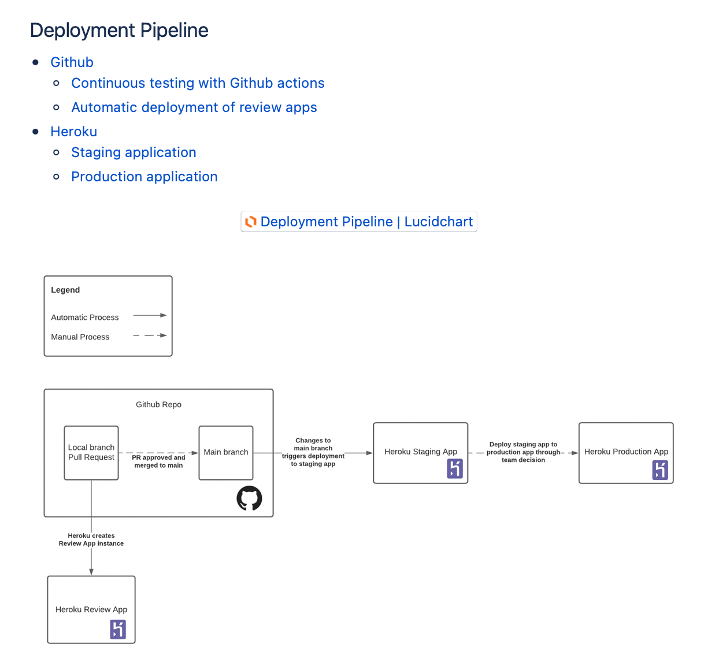 Deployment Pipeline
Github
Continuous testing with Github actions
Automatic deployment of review apps
Heroku
Staging application
Production application
Deployment Pipeline | Lucidchart
Legend
Automatic Process
Manual Process
Github Repo
Local branch
Pull Request
PR approved and
merged to main
Main branch
Changes to
main branch
triggers deployment
to staging app
Heroku Staging App
Deploy staging app to
production app through
team decision
Heroku Production App
Heroku creates
Review App instance
Heroku Review App